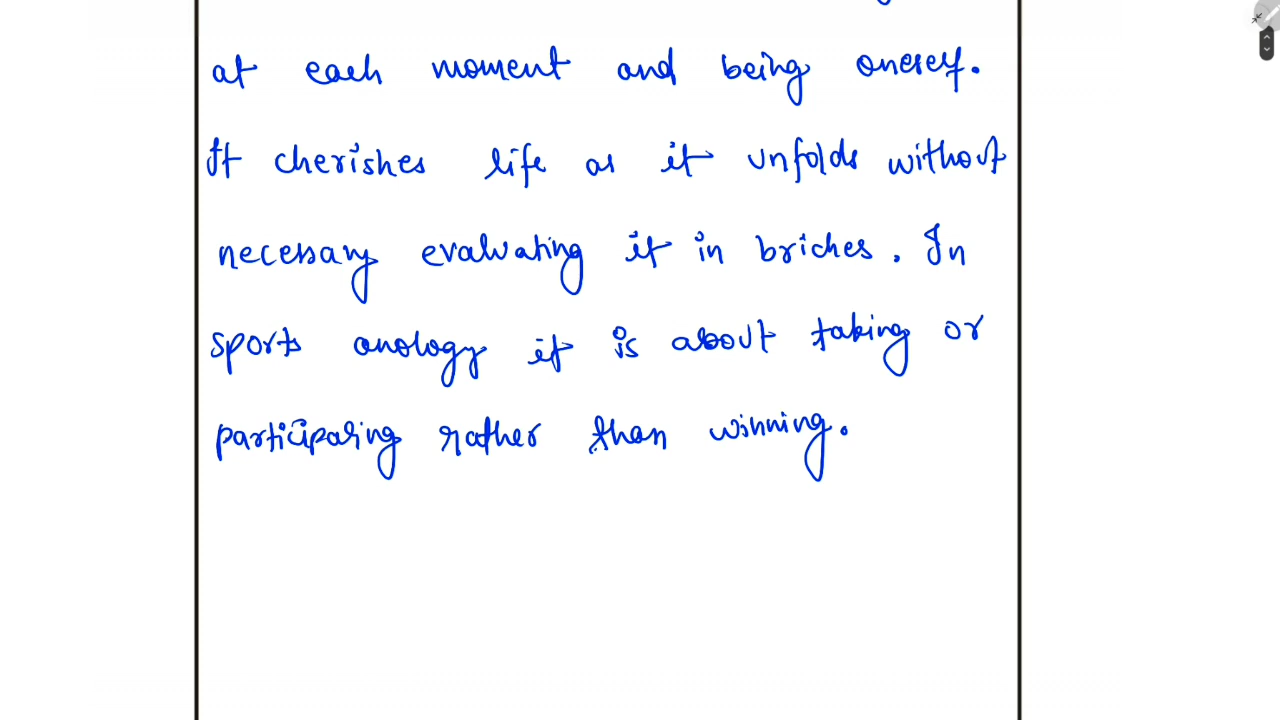 at each moment and being oneself.
It cherishes life as it unfolds without
necessary evaluating it in briches. In
sports anology it is about taking or
participating rather than winning.